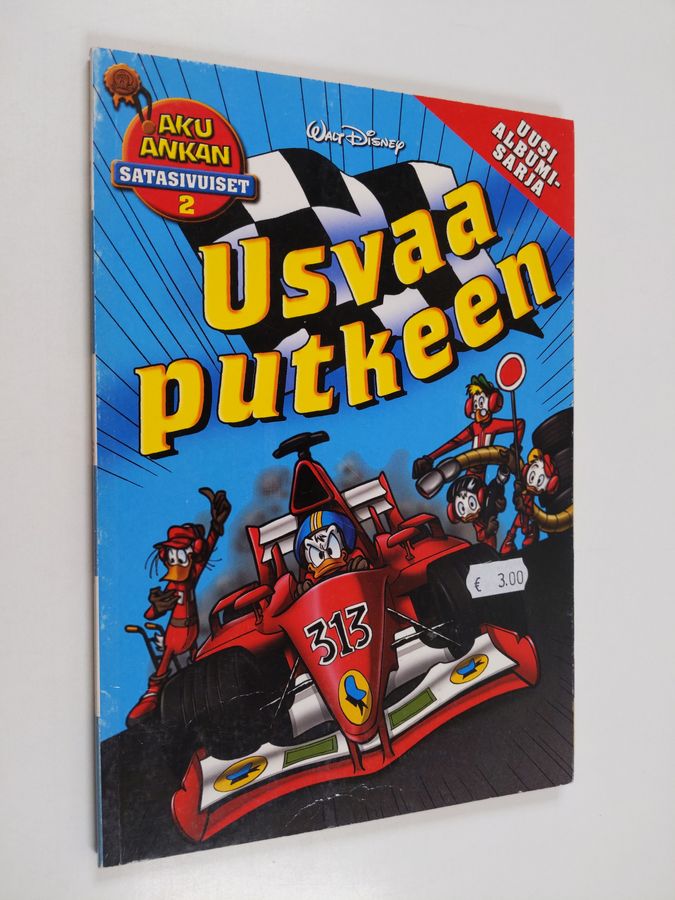 AKU
ANKAN
SATASIVUISET
2
WALT DISNEY
UUSI
ALBUMI-
SARJA
Usvaa
putkeen
313
€ 3.00